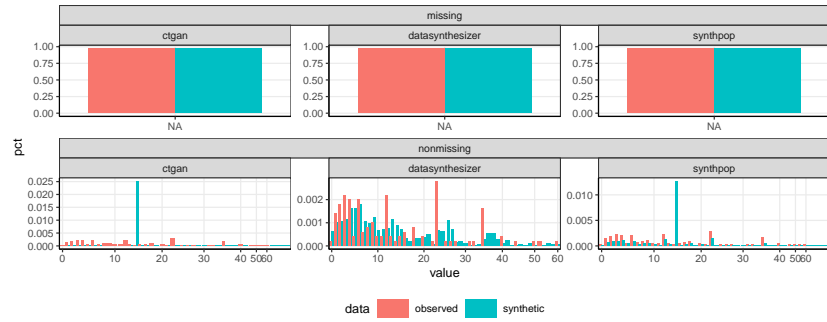 missing
ctgan datasynthesizer synthpop
1.00 1.00 1.00
0.75 0.75 0.75
0.50 0.50 0.50
0.25 0.25 0.25
0.00 0.00 0.00
NA NA NA
pct
nonmissing
ctgan datasynthesizer synthpop
0.025
0.020 0.002 0.010
0.015
0.010 0.001 0.005
0.005
0.000 0.000 0.000
0 10 20 30 40 50 60 0 10 20 30 40 50 60 0 10 20 30 40 50 60
value
data observed synthetic